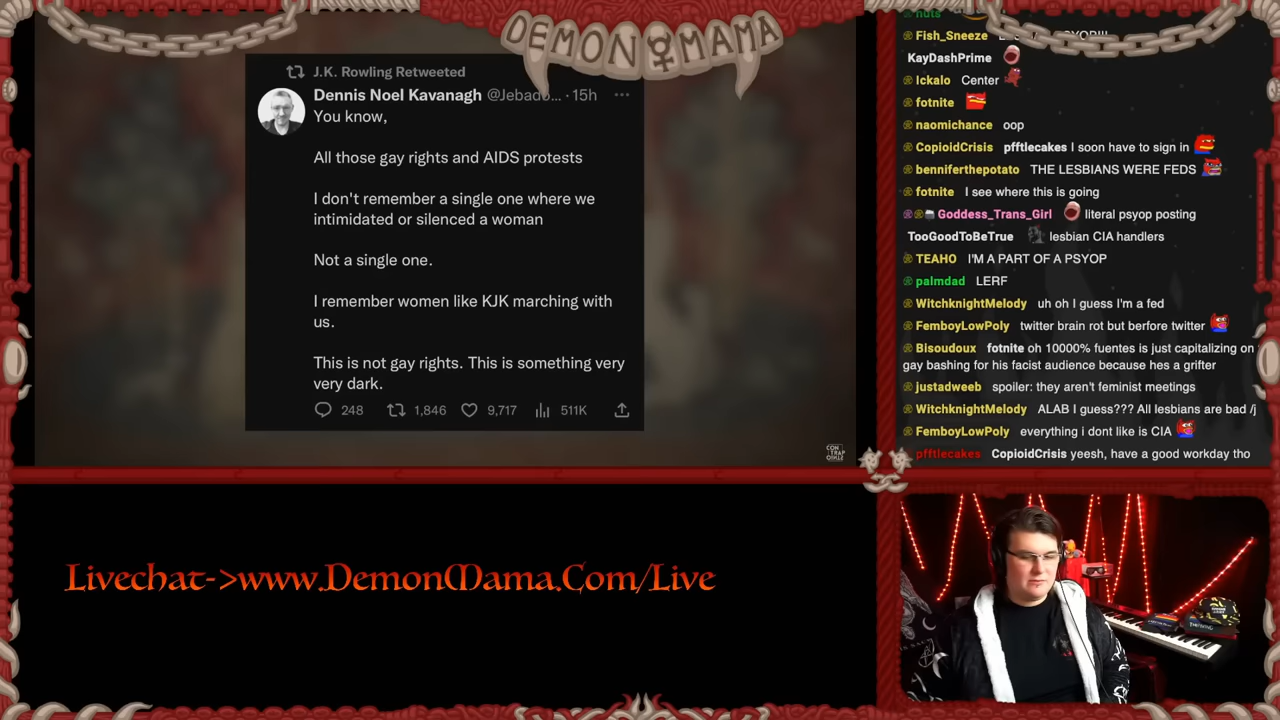 DEMON MAMA
J.K. Rowling Retweeted
Dennis Noel Kavanagh @Jebado... · 15h
You know,
All those gay rights and AIDS protests
I don't remember a single one where we
intimidated or silenced a woman
Not a single one.
I remember women like KJK marching with
us.
This is not gay rights. This is something very
very dark.
248 1,846 9,717 511K
CON
TRAP
OINTS
Livechat->www.DemonMama.Com/Live
nuts
Fish_Sneeze
KayDashPrime
Ickalo Center
fotnite
naomichance oop
CopioidCrisis pfftlecakes I soon have to sign in
benniferthepotato THE LESBIANS WERE FEDS
fotnite I see where this is going
Goddess_Trans_Girl literal psyop posting
TooGoodToBeTrue lesbian CIA handlers
TEAHO I'M A PART OF A PSYOP
palmdad LERF
WitchknightMelody uh oh I guess I'm a fed
FemboyLowPoly twitter brain rot but berfore twitter
Bisoudoux fotnite oh 10000% fuentes is just capitalizing on
gay bashing for his facist audience because hes a grifter
justadweeb spoiler: they aren't feminist meetings
WitchknightMelody ALAB I guess??? All lesbians are bad /j
FemboyLowPoly everything i dont like is CIA
pfftlecakes CopioidCrisis yeesh, have a good workday tho